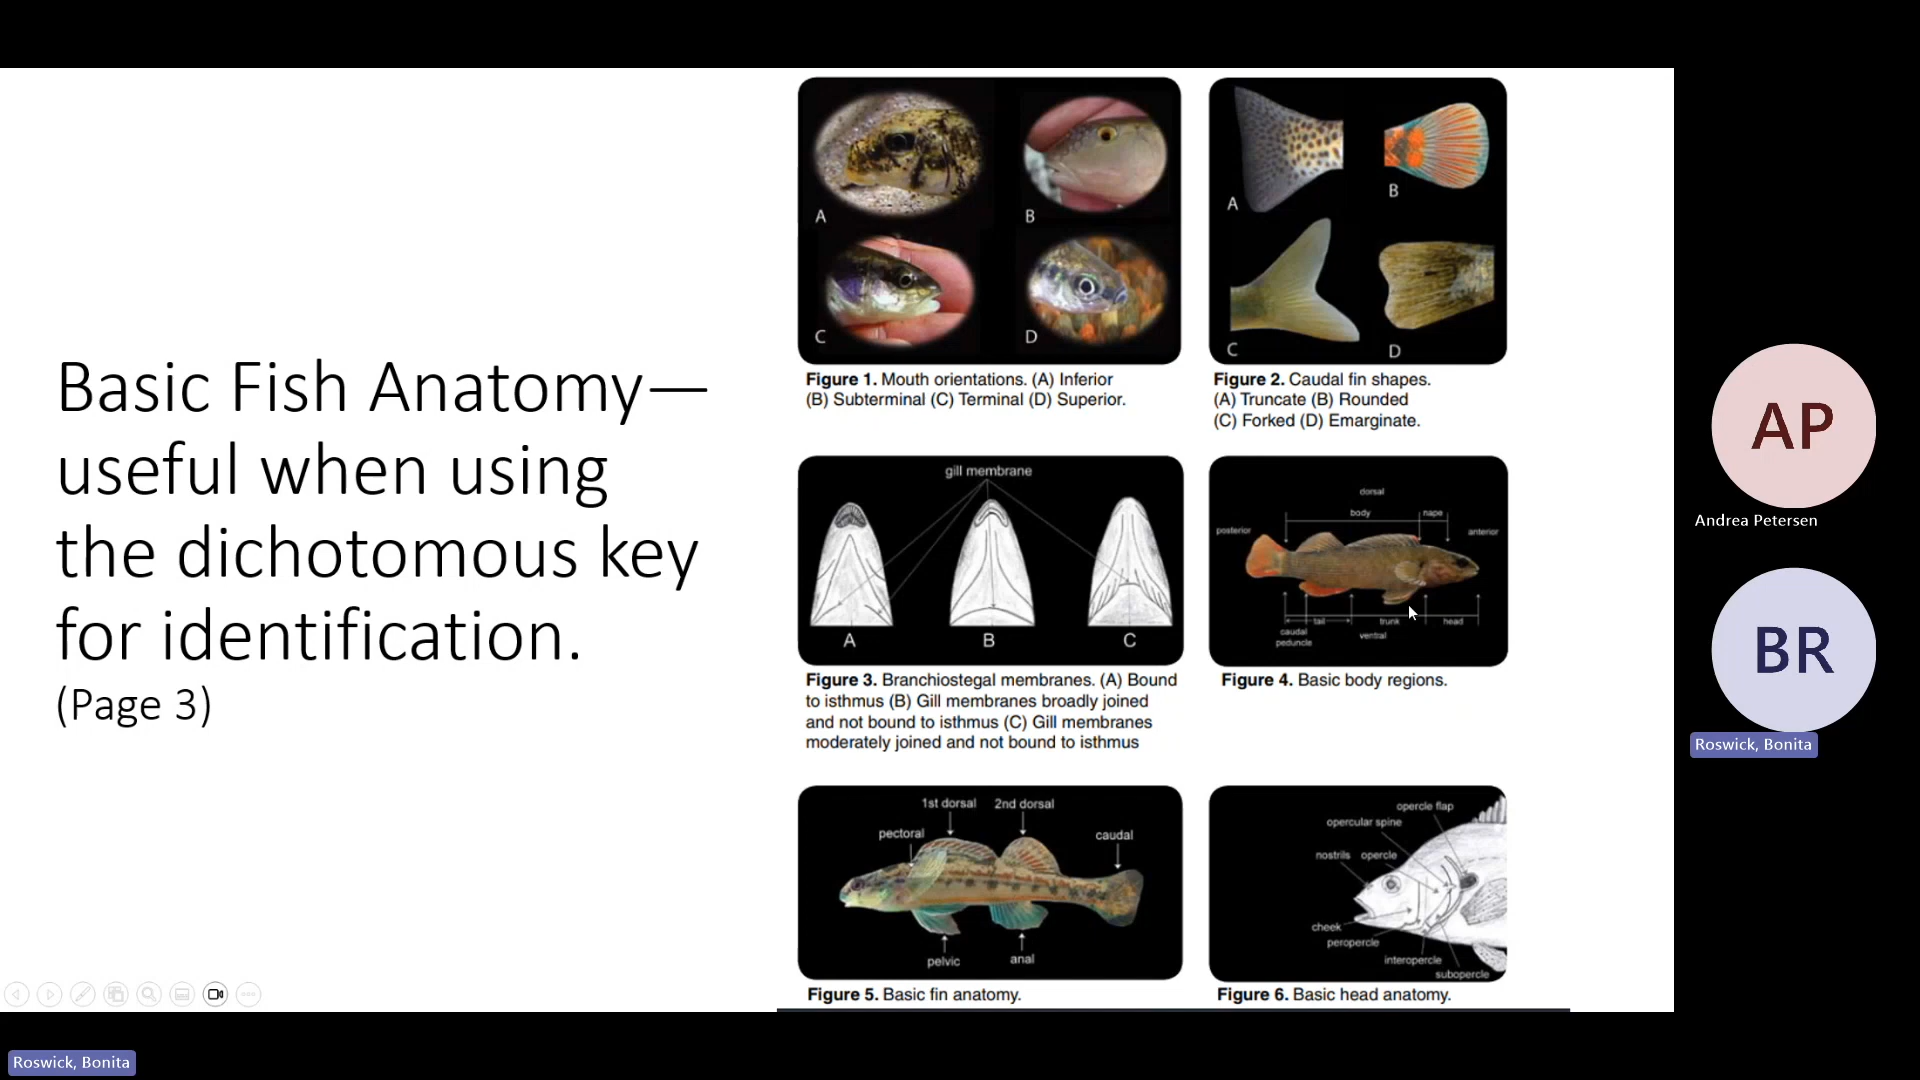 Basic Fish Anatomy—
useful when using
the dichotomous key
for identification.
(Page 3)
A
B
C
D
Figure 1. Mouth orientations. (A) Inferior
(B) Subterminal (C) Terminal (D) Superior.
A
B
C
D
Figure 2. Caudal fin shapes.
(A) Truncate (B) Rounded
(C) Forked (D) Emarginate.
gill membrane
A
B
C
Figure 3. Branchiostegal membranes. (A) Bound
to isthmus (B) Gill membranes broadly joined
and not bound to isthmus (C) Gill membranes
moderately joined and not bound to isthmus
dorsal
body
nape
posterior
anterior
tail
trunk
head
caudal
peduncle
ventral
Figure 4. Basic body regions.
1st dorsal
2nd dorsal
pectoral
caudal
pelvic
anal
Figure 5. Basic fin anatomy.
opercle flap
opercular spine
nostrils
opercle
cheek
peropercle
interopercle
subopercle
Figure 6. Basic head anatomy.
AP
Andrea Petersen
BR
Roswick, Bonita
Roswick, Bonita